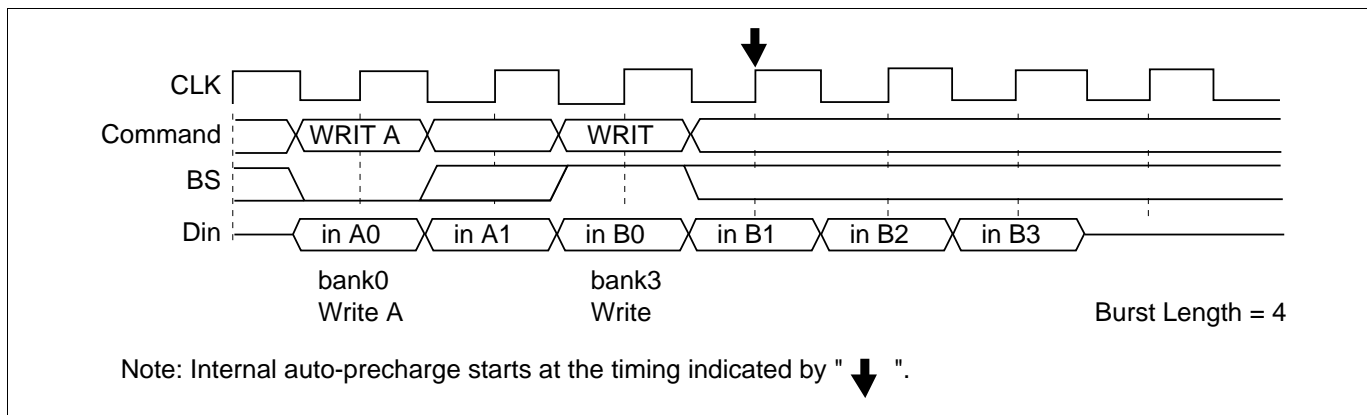 CLK
Command WRIT A WRIT
BS
Din in A0 in A1 in B0 in B1 in B2 in B3
bank0 bank3
Write A Write Burst Length = 4
Note: Internal auto-precharge starts at the timing indicated by " ".